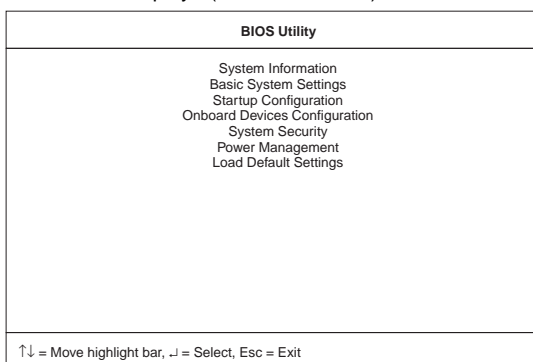 BIOS Utility
System Information
Basic System Settings
Startup Configuration
Onboard Devices Configuration
System Security
Power Management
Load Default Settings
↑↓ = Move highlight bar, ↵ = Select, Esc = Exit